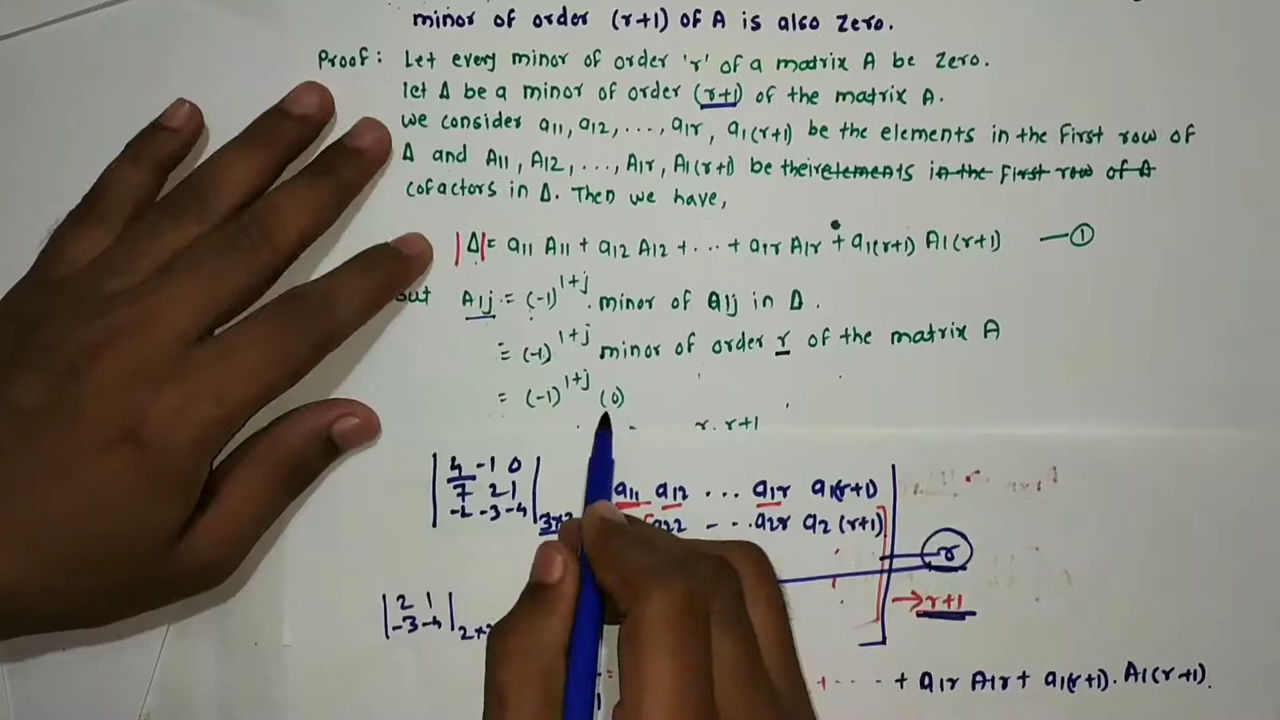 minor of order (r+1) of A is also zero.
Proof: Let every minor of order 'r' of a matrix A be zero.
let Δ be a minor of order (r+1) of the matrix A.
we consider a11, a12, ..., a1r, a1(r+1) be the elements in the first row of
Δ and A11, A12, ..., A1r, A1(r+1) be their elements in the first row of Δ
cofactors in Δ. Then we have,
|Δ|= a11 A11 + a12 A12 + ... + a1r A1r + a1(r+1) A1(r+1) —①
But A1j = (-1)^1+j. minor of a1j in Δ.
= (-1)^1+j minor of order r of the matrix A
= (-1)^1+j (0)
r. r+1
4 -1 0
7 2 1
-2 -3 -4
a11 a12 ... a1r a1(r+1)
a22 - ... a2r a2(r+1)
r
→ r+1
2 1
-3 -4
+ .... + a1r A1r + a1(r+1). A1(r+1).